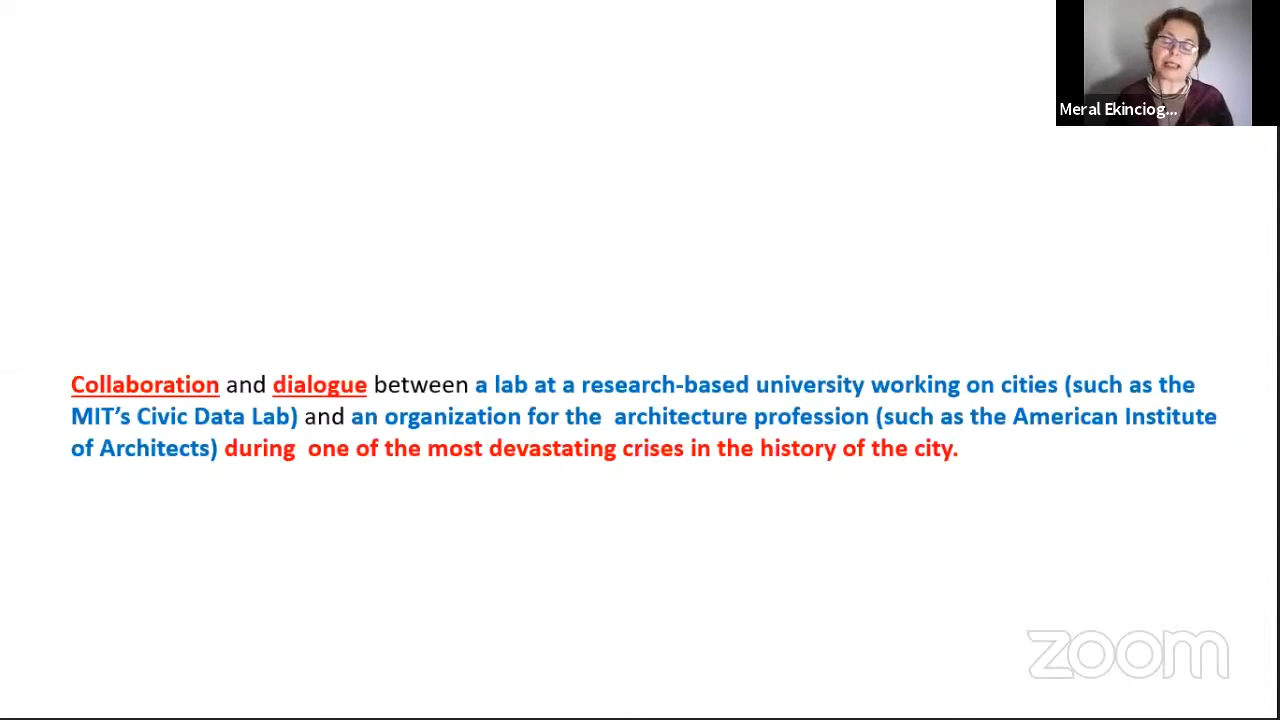 Meral Ekinciog...
Collaboration and dialogue between a lab at a research-based university working on cities (such as the
MIT’s Civic Data Lab) and an organization for the  architecture profession (such as the American Institute
of Architects) during  one of the most devastating crises in the history of the city.
zoom